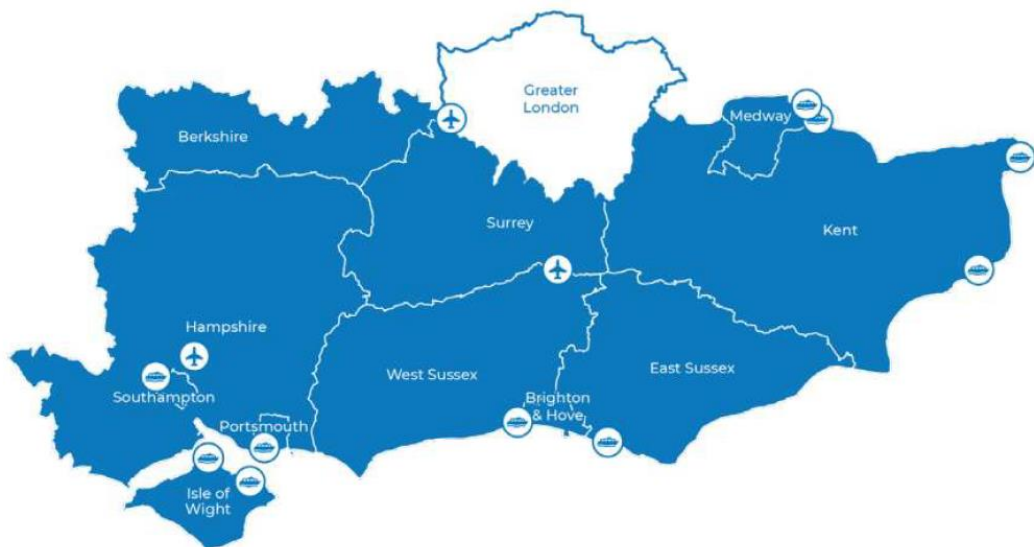 Greater
London
Medway
Berkshire
Surrey
Kent
Hampshire
West Sussex
East Sussex
Southampton
Brighton
& Hove
Portsmouth
Isle of
Wight